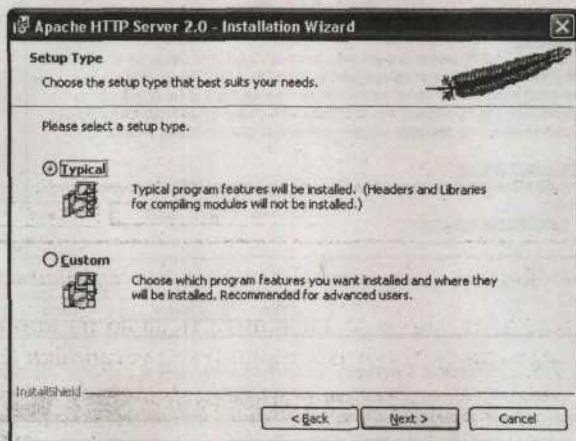 Apache HTTP Server 2.0 - Installation Wizard
Setup Type
Choose the setup type that best suits your needs.
Please select a setup type.
Typical
Typical program features will be installed. (Headers and Libraries
for compiling modules will not be installed.)
Custom
Choose which program features you want installed and where they
will be installed. Recommended for advanced users.
InstallShield
< Back
Next >
Cancel